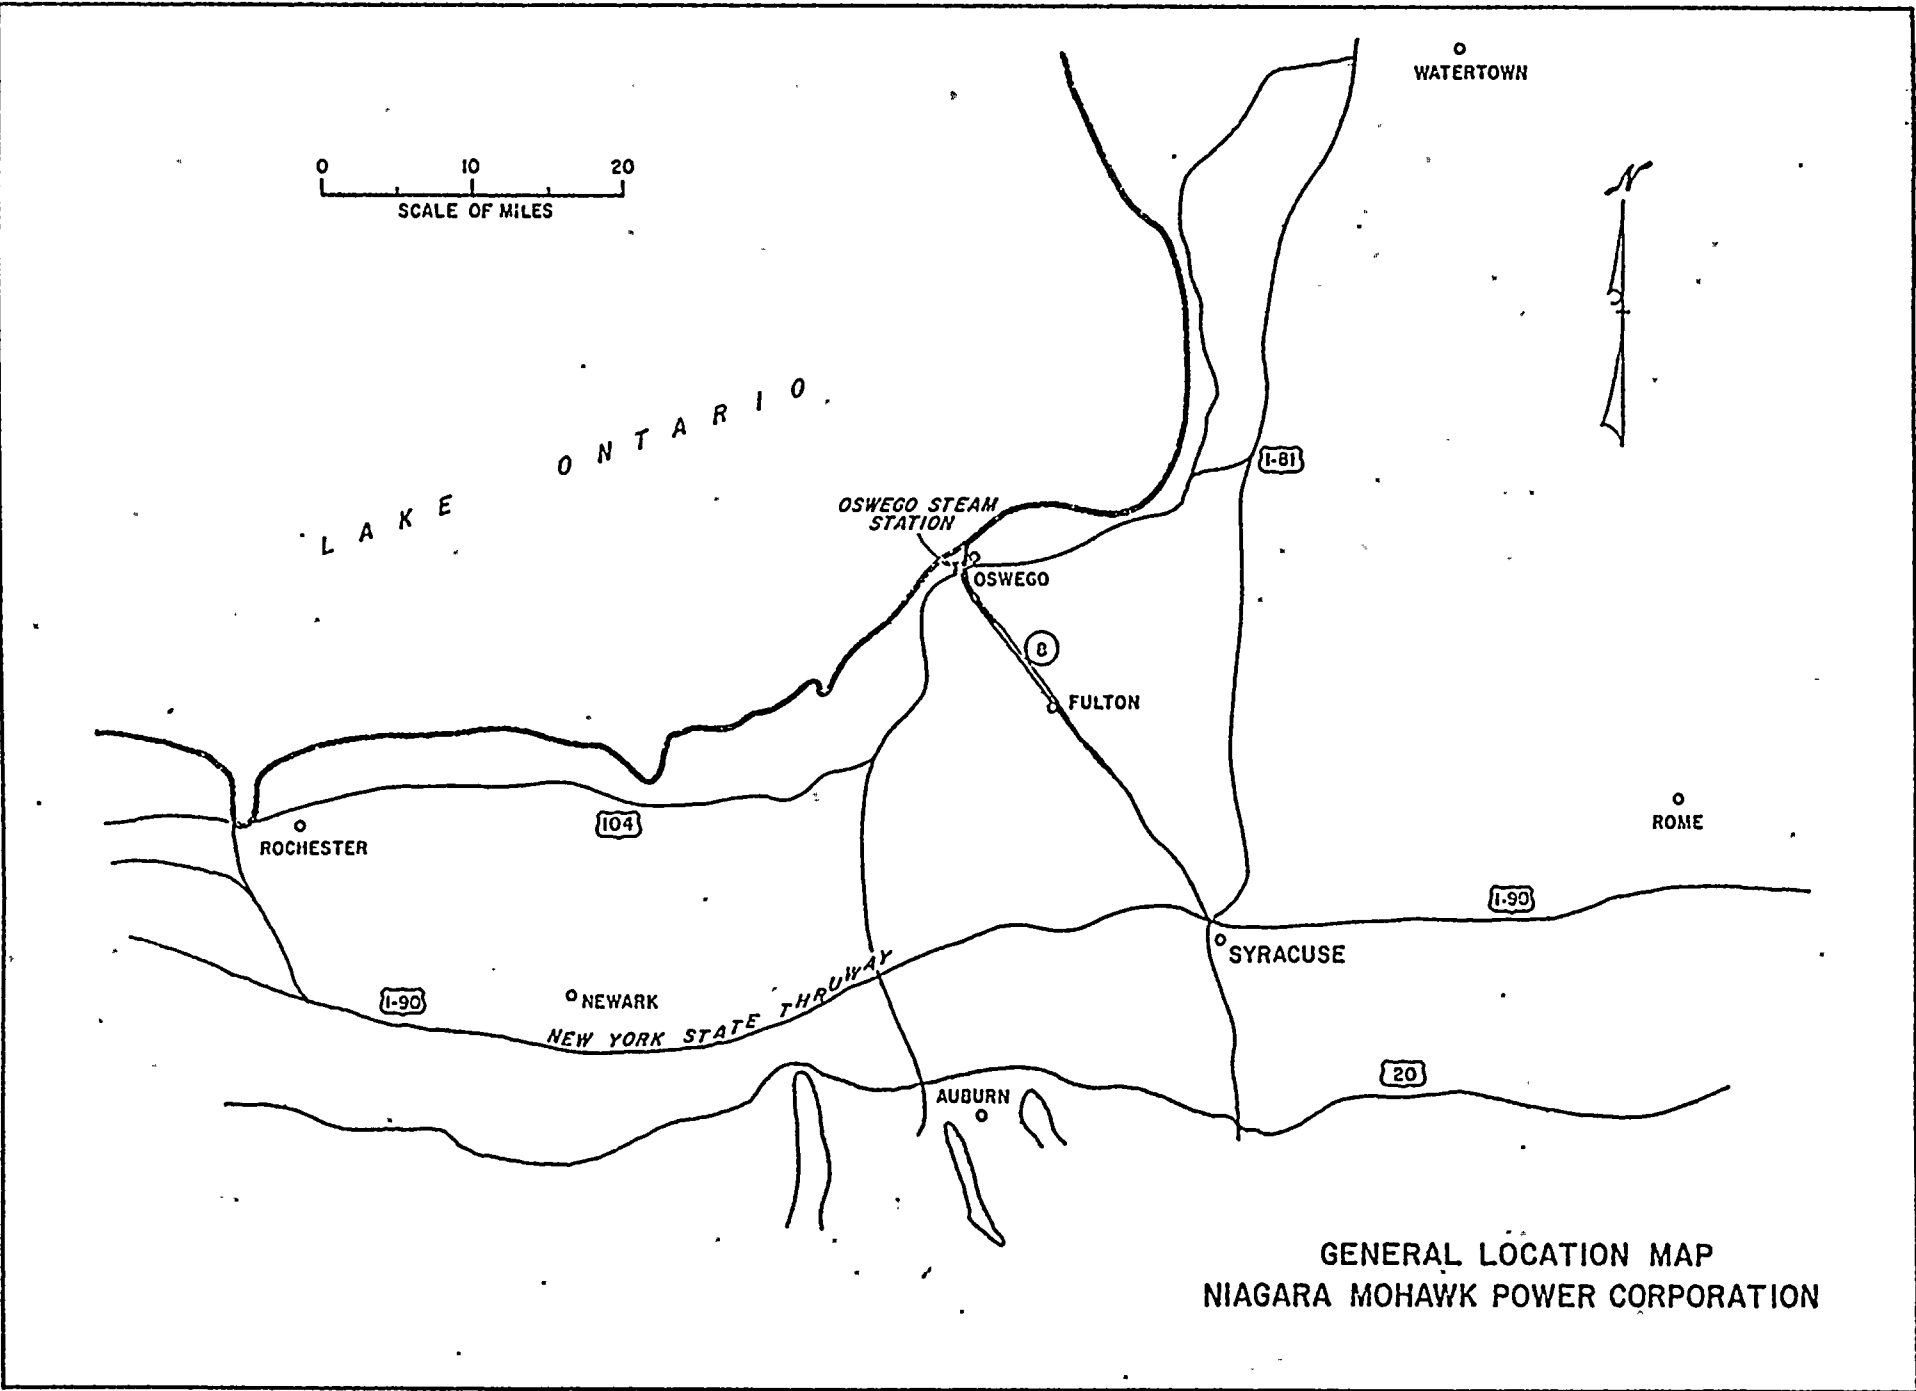 WATERTOWN
0 10 20
SCALE OF MILES
N
LAKE ONTARIO
I-81
OSWEGO STEAM
STATION
OSWEGO
8
FULTON
104
ROCHESTER
ROME
I-90
SYRACUSE
I-90
NEWARK
NEW YORK STATE THRUWAY
20
AUBURN
GENERAL LOCATION MAP
NIAGARA MOHAWK POWER CORPORATION